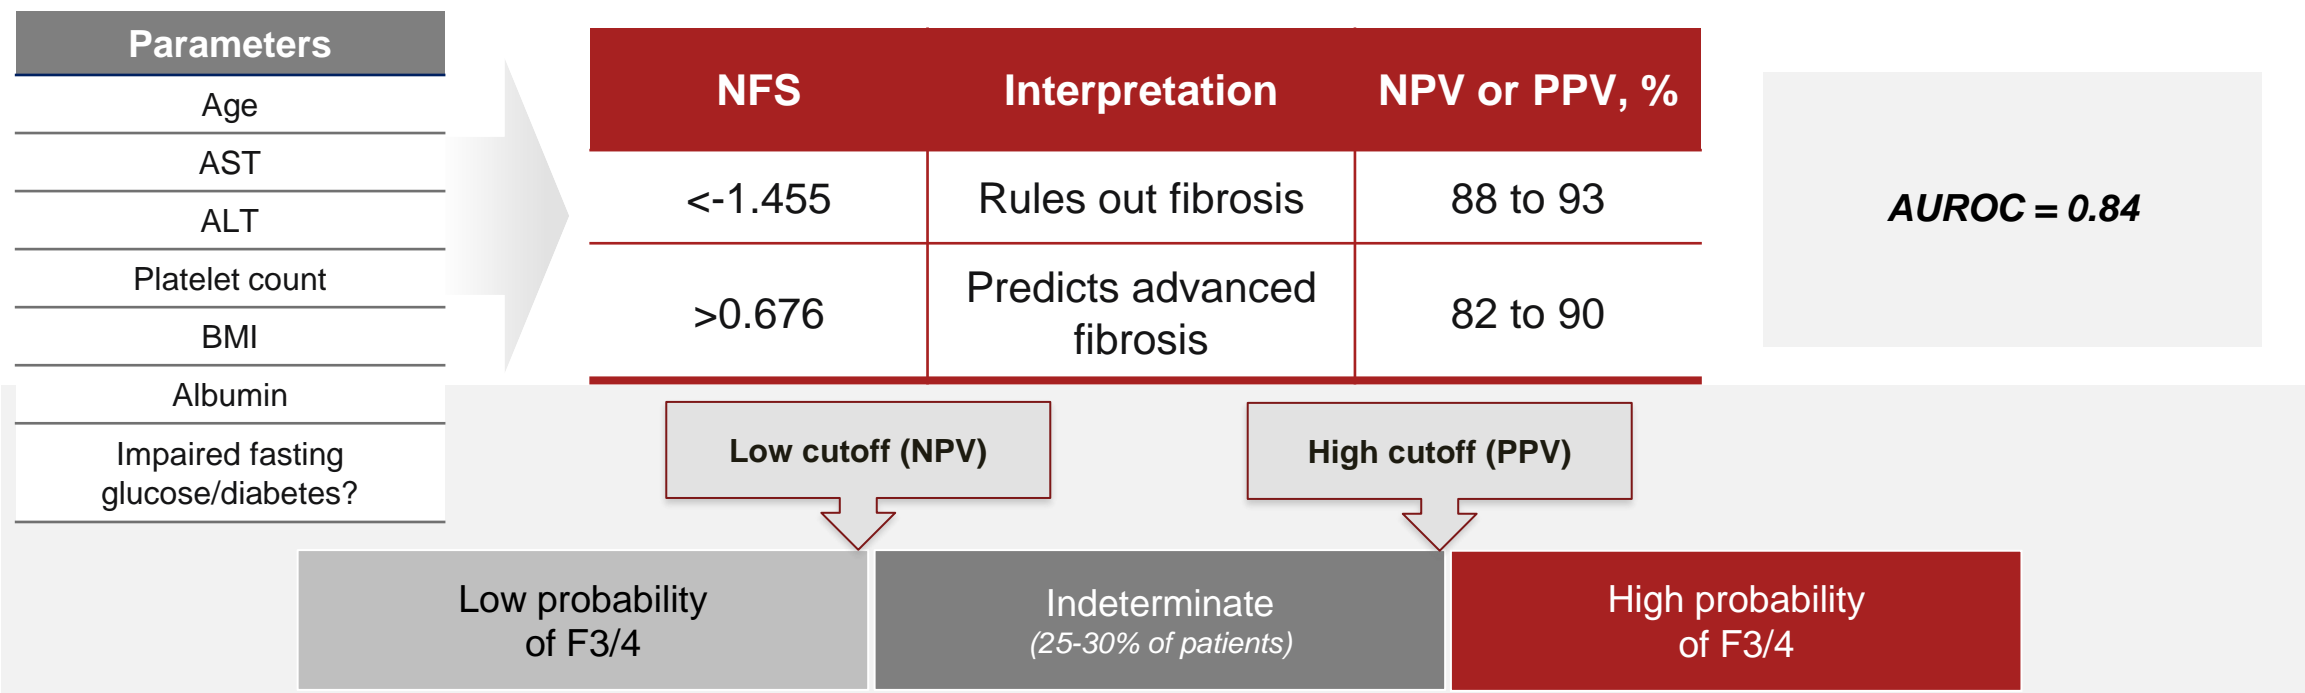 Parameters
Age
AST
ALT
Platelet count
BMI
Albumin
Impaired fasting
glucose/diabetes?
NFS
Interpretation
NPV or PPV, %
<-1.455
Rules out fibrosis
88 to 93
>0.676
Predicts advanced
fibrosis
82 to 90
AUROC = 0.84
Low cutoff (NPV)
High cutoff (PPV)
Low probability
of F3/4
Indeterminate
(25-30% of patients)
High probability
of F3/4